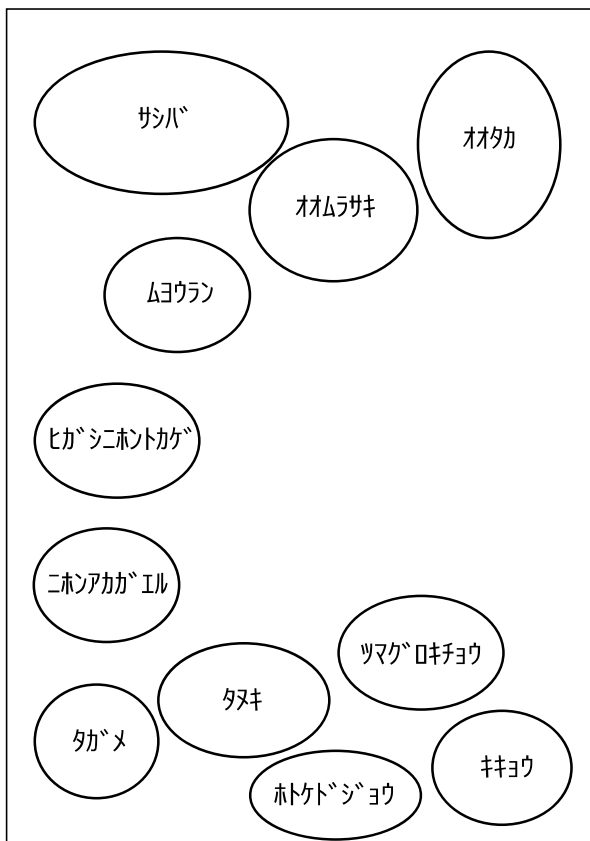 ｻｼﾊﾞ
ｵｵﾀｶ
ｵｵﾑﾗｻｷ
ﾑﾖｳﾗﾝ
ﾋｶﾞｼﾆﾎﾝﾄｶｹﾞ
ﾆﾎﾝｱｶｶﾞｴﾙ
ﾂﾏｸﾞﾛｷﾁｮｳ
ﾀﾇｷ
ﾀｶﾞﾒ
ｷｷｮｳ
ﾎﾄｹﾄﾞｼﾞｮｳ